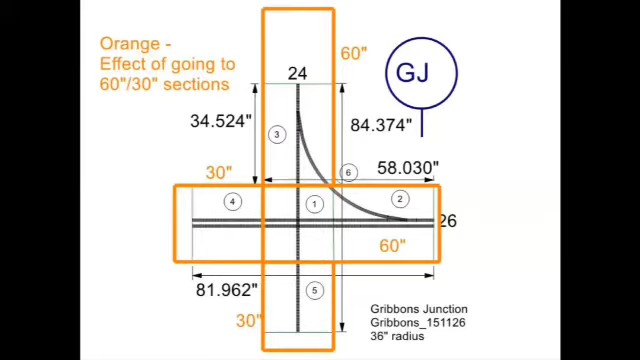 Orange -
Effect of going to
60"/30" sections
60"
GJ
24
34.524"
84.374"
3
30"
6
58.030"
4
1
2
26
60"
81.962"
5
30"
Gribbons Junction
Gribbons_151126
36" radius